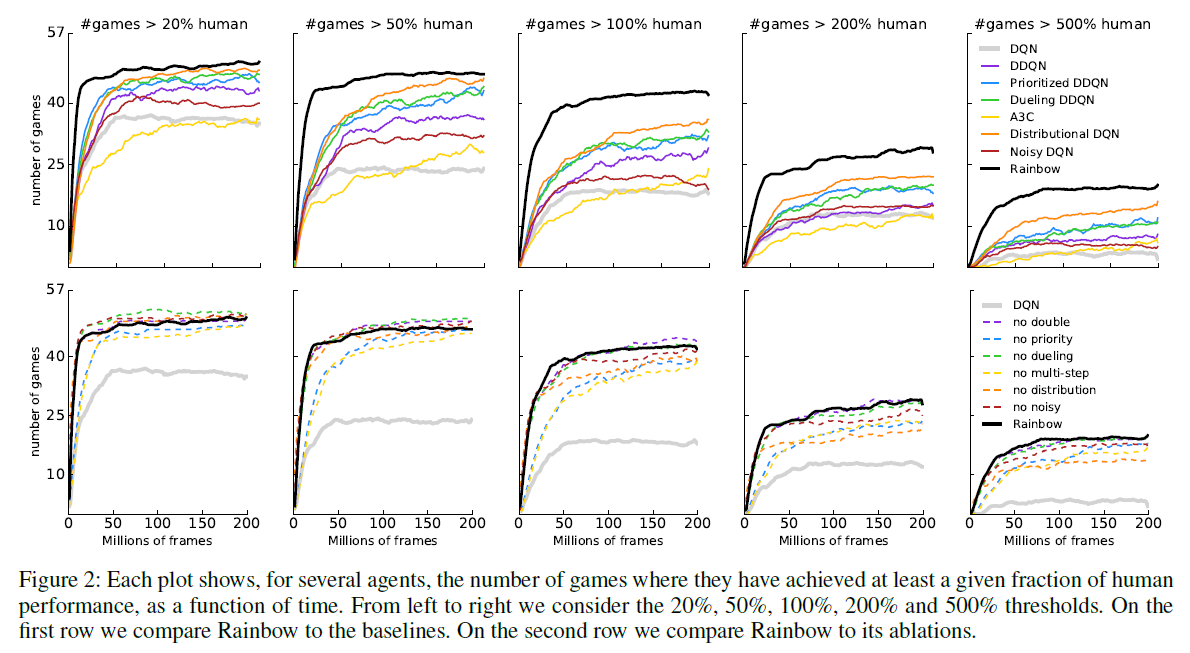 #games > 20% human
#games > 50% human
#games > 100% human
#games > 200% human
#games > 500% human
57
40
25
10
number of games
DQN
DDQN
Prioritized DDQN
Dueling DDQN
A3C
Distributional DQN
Noisy DQN
Rainbow
57
40
25
10
number of games
DQN
no double
no priority
no dueling
no multi-step
no distribution
no noisy
Rainbow
0 50 100 150 200
0 50 100 150 200
0 50 100 150 200
0 50 100 150 200
0 50 100 150 200
Millions of frames
Millions of frames
Millions of frames
Millions of frames
Millions of frames
Figure 2: Each plot shows, for several agents, the number of games where they have achieved at least a given fraction of human
performance, as a function of time. From left to right we consider the 20%, 50%, 100%, 200% and 500% thresholds. On the
first row we compare Rainbow to the baselines. On the second row we compare Rainbow to its ablations.